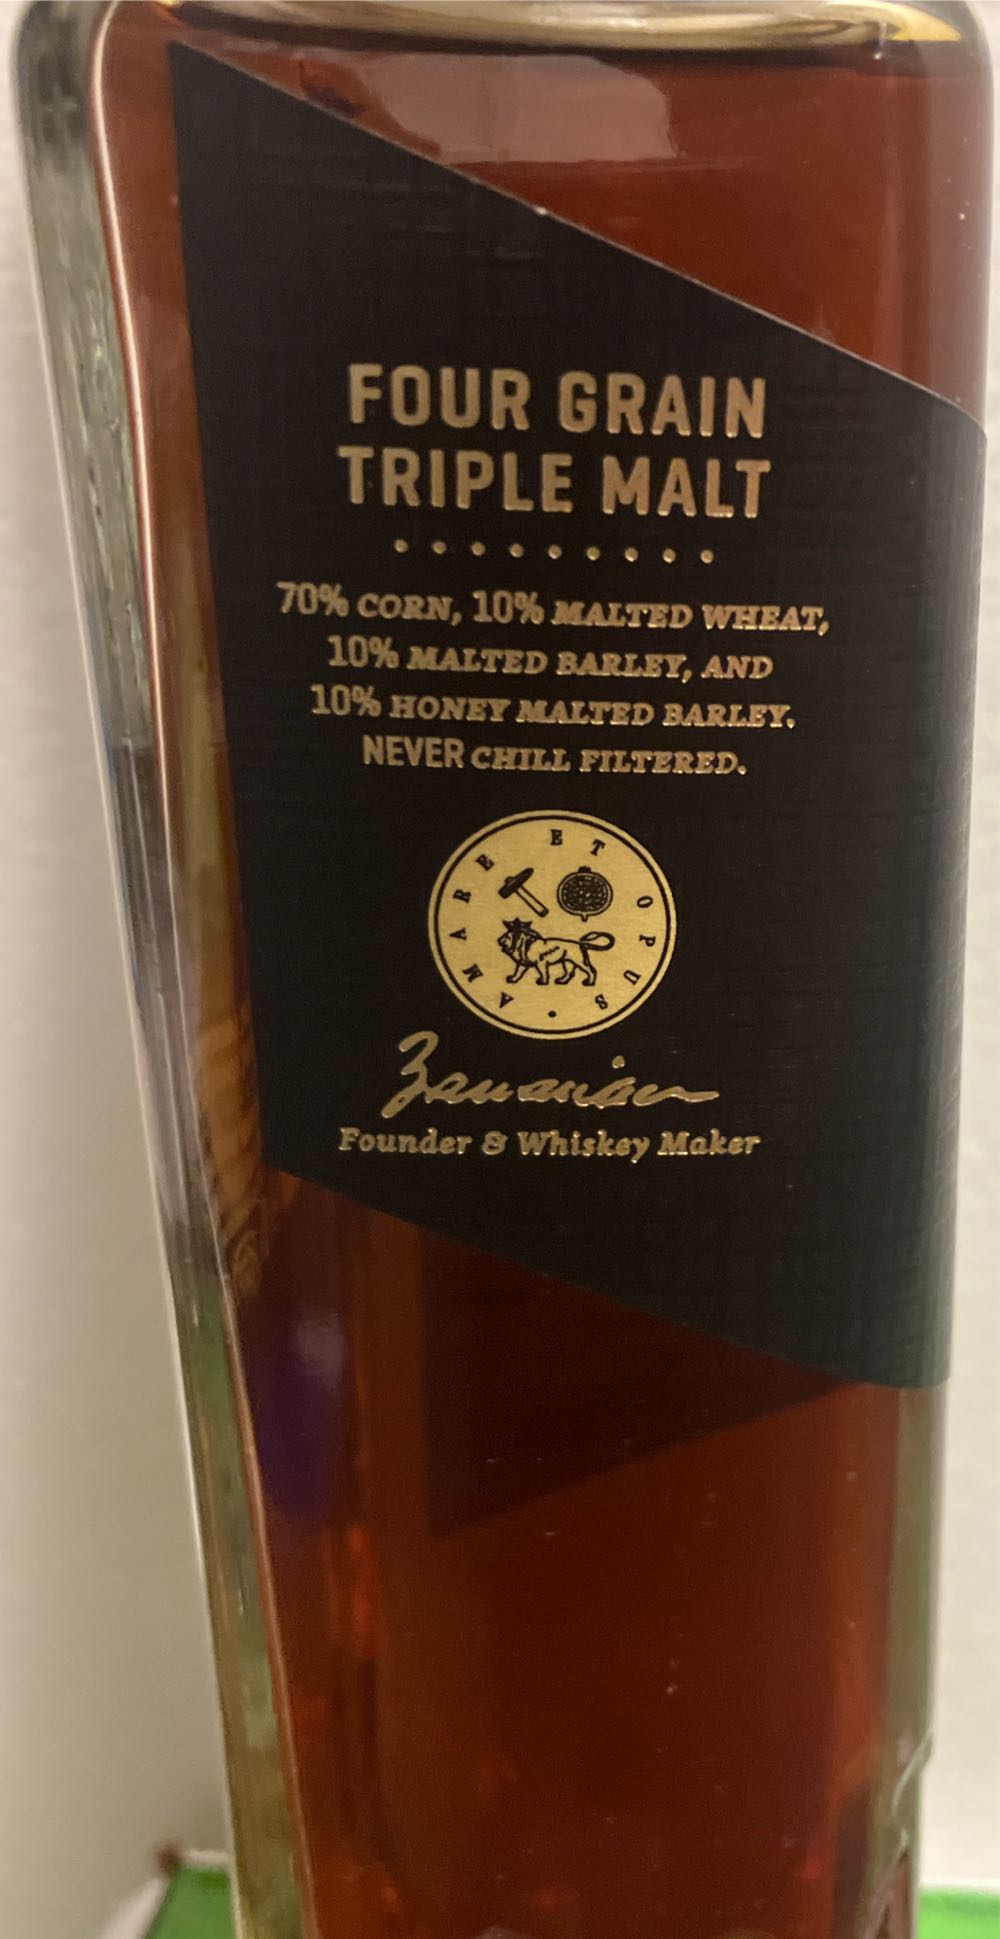 FOUR GRAIN
TRIPLE MALT
70% CORN, 10% MALTED WHEAT,
10% MALTED BARLEY, AND
10% HONEY MALTED BARLEY.
NEVER CHILL FILTERED.
AMARE ET OPUS
Founder & Whiskey Maker